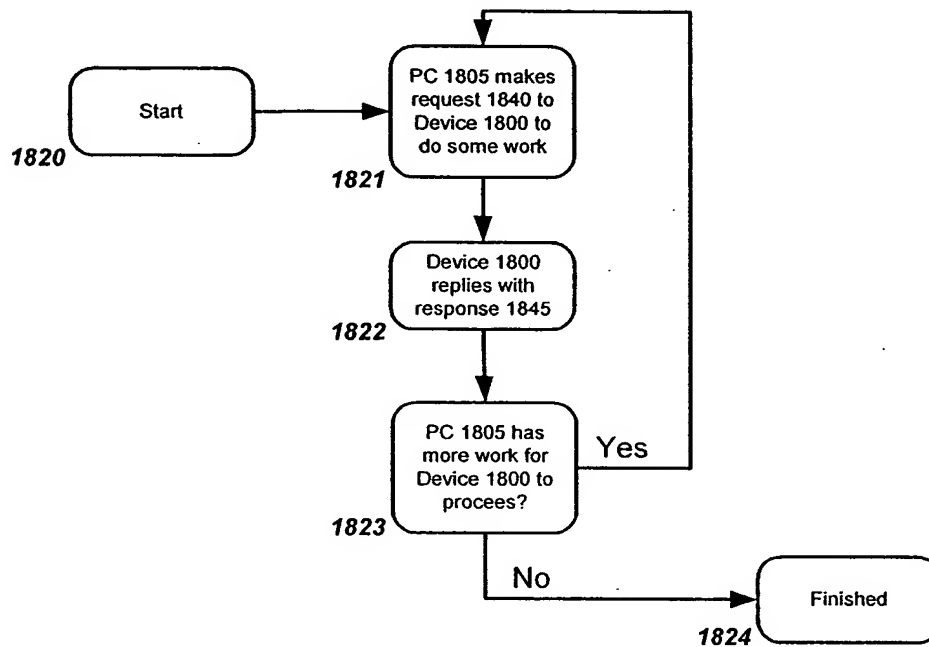 Start
1820
PC 1805 makes
request 1840 to
Device 1800 to
do some work
1821
Device 1800
replies with
response 1845
1822
PC 1805 has
more work for
Device 1800 to
procees?
1823
Yes
No
Finished
1824